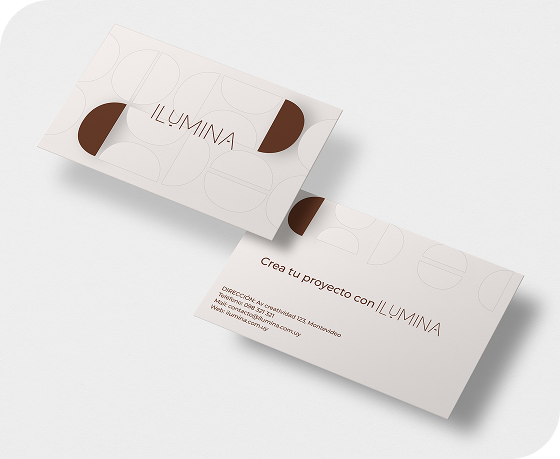 ILUMINA
Crea tu proyecto con ILUMINA
DIRECCIÓN: Av. creatividad 123, Montevideo
Teléfono: 098 321 321
Mail: contacto@ilumina.com.uy
Web: ilumina.com.uy